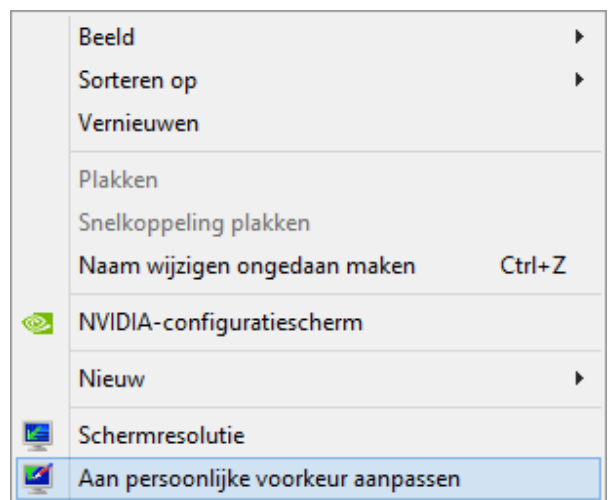 Beeld
Sorteren op
Vernieuwen
Plakken
Snelkoppeling plakken
Naam wijzigen ongedaan maken Ctrl+Z
NVIDIA-configuratiescherm
Nieuw
Schermresolutie
Aan persoonlijke voorkeur aanpassen